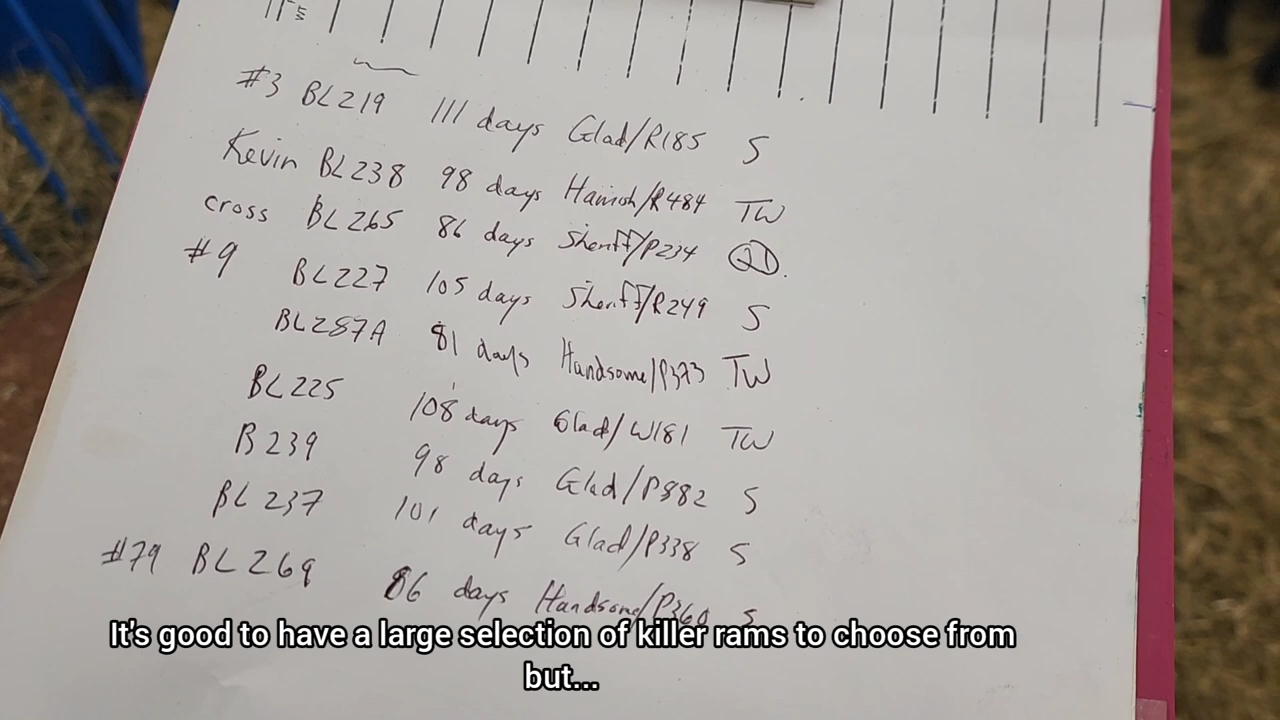 #3 BL219 111 days Glad/R185 S
Kevin BL238 98 days Hamish/R484 TW
cross BL265 86 days Sheriff/P234
#9 BL227 105 days Sheriff/R249 S
BL287A 81 days Handsome/P373 TW
BL225 108 days Glad/W181 TW
B239 98 days Glad/P882 S
BL237 101 days Glad/P338 S
#79 BL269 86 days Handsome/P360 S
It's good to have a large selection of killer rams to choose from
but...